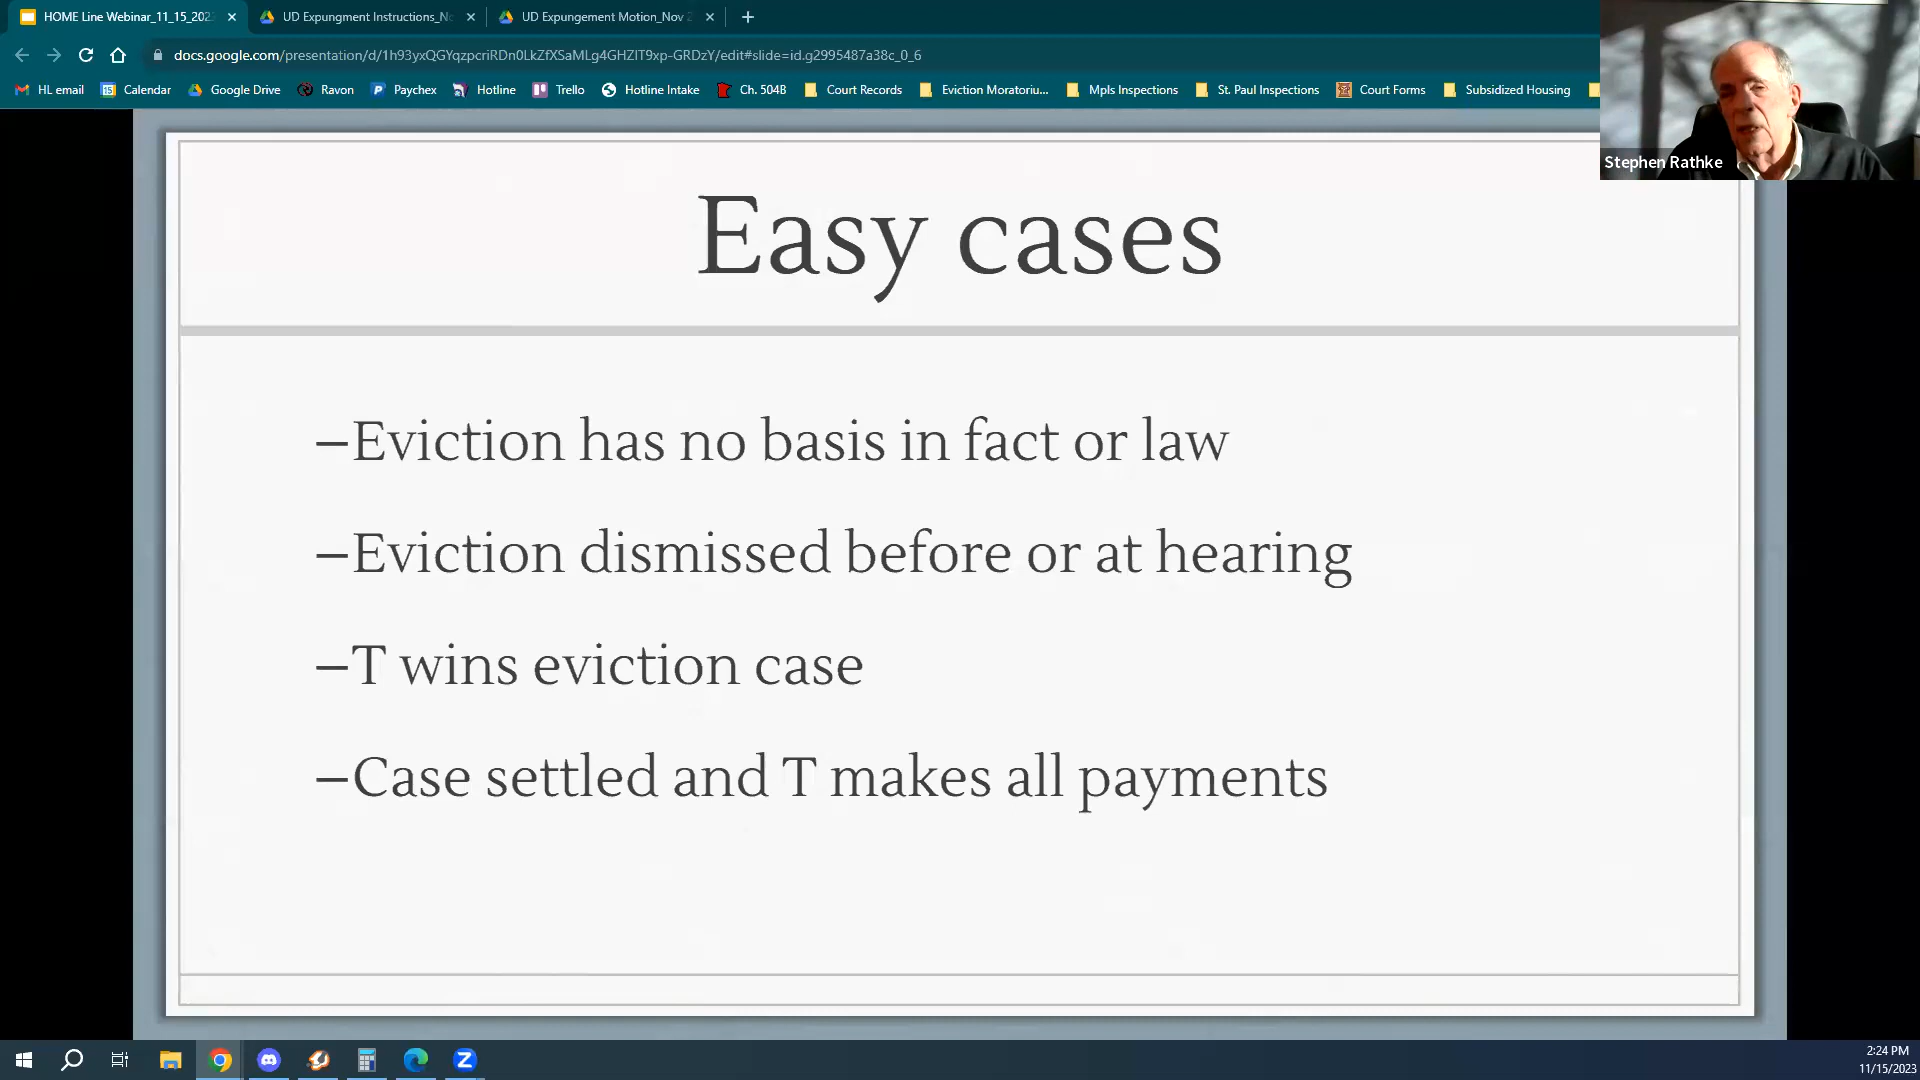 HOME Line Webinar_11_15_202
UD Expungment Instructions_N
UD Expungement Motion_Nov 2
docs.google.com/presentation/d/1h93yxQGYqzpcriRDn0LkZfXSaMLg4GHZIT9xp-GRDzY/edit#slide=id.g2995487a38c_0_6
HL email
Calendar
Google Drive
Ravon
Paychex
Hotline
Trello
Hotline Intake
Ch. 504B
Court Records
Eviction Moratoriu...
Mpls Inspections
St. Paul Inspections
Court Forms
Subsidized Housing
Stephen Rathke
Easy cases
–Eviction has no basis in fact or law
–Eviction dismissed before or at hearing
–T wins eviction case
–Case settled and T makes all payments
2:24 PM
11/15/2023